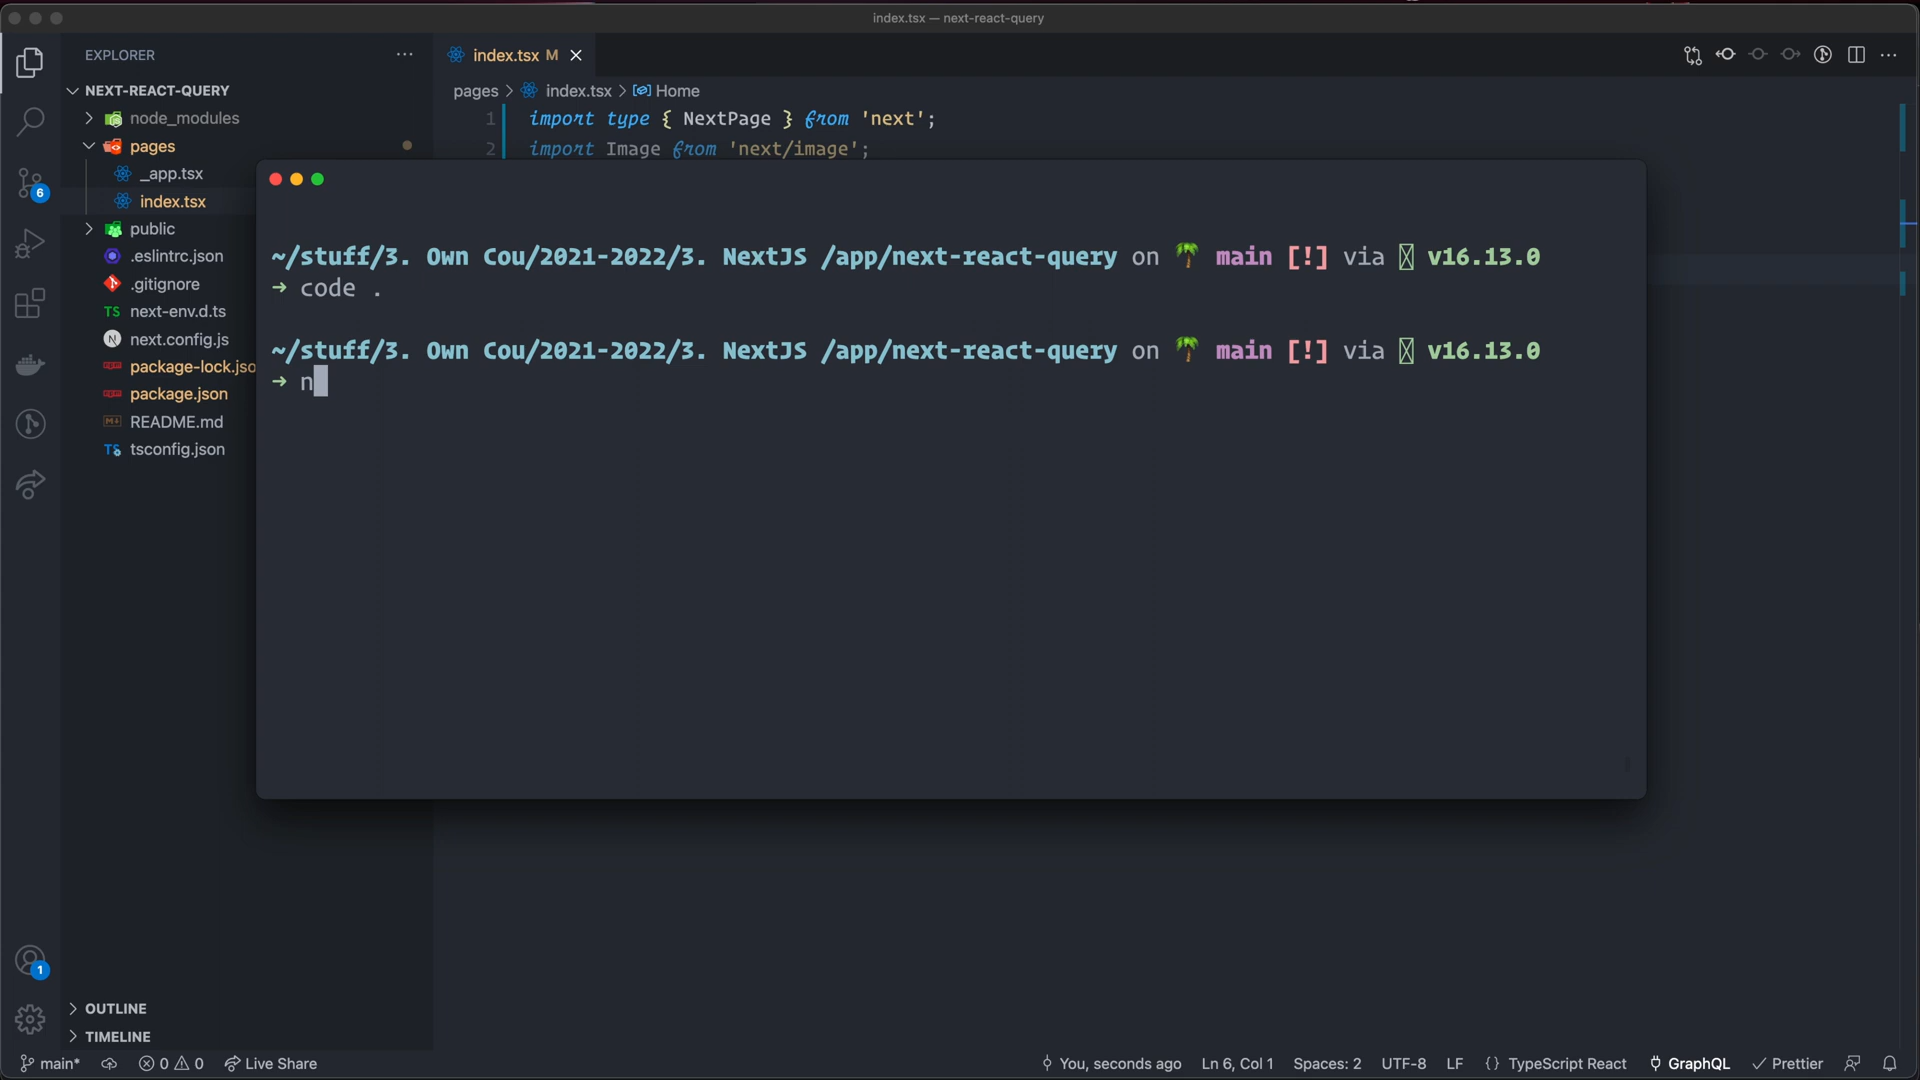 index.tsx — next-react-query
EXPLORER
index.tsx M
NEXT-REACT-QUERY
pages > index.tsx > Home
node_modules
1 import type { NextPage } from 'next';
pages
2 import Image from 'next/image';
_app.tsx
index.tsx
public
.eslintrc.json
.gitignore
next-env.d.ts
next.config.js
package-lock.jso
package.json
README.md
tsconfig.json
6
~/stuff/3. Own Cou/2021-2022/3. NextJS /app/next-react-query on 🌴 main [!] via v16.13.0
→ code .
~/stuff/3. Own Cou/2021-2022/3. NextJS /app/next-react-query on 🌴 main [!] via v16.13.0
→ n
1
OUTLINE
TIMELINE
main* 0 0 Live Share You, seconds ago Ln 6, Col 1 Spaces: 2 UTF-8 LF {} TypeScript React GraphQL ✓ Prettier